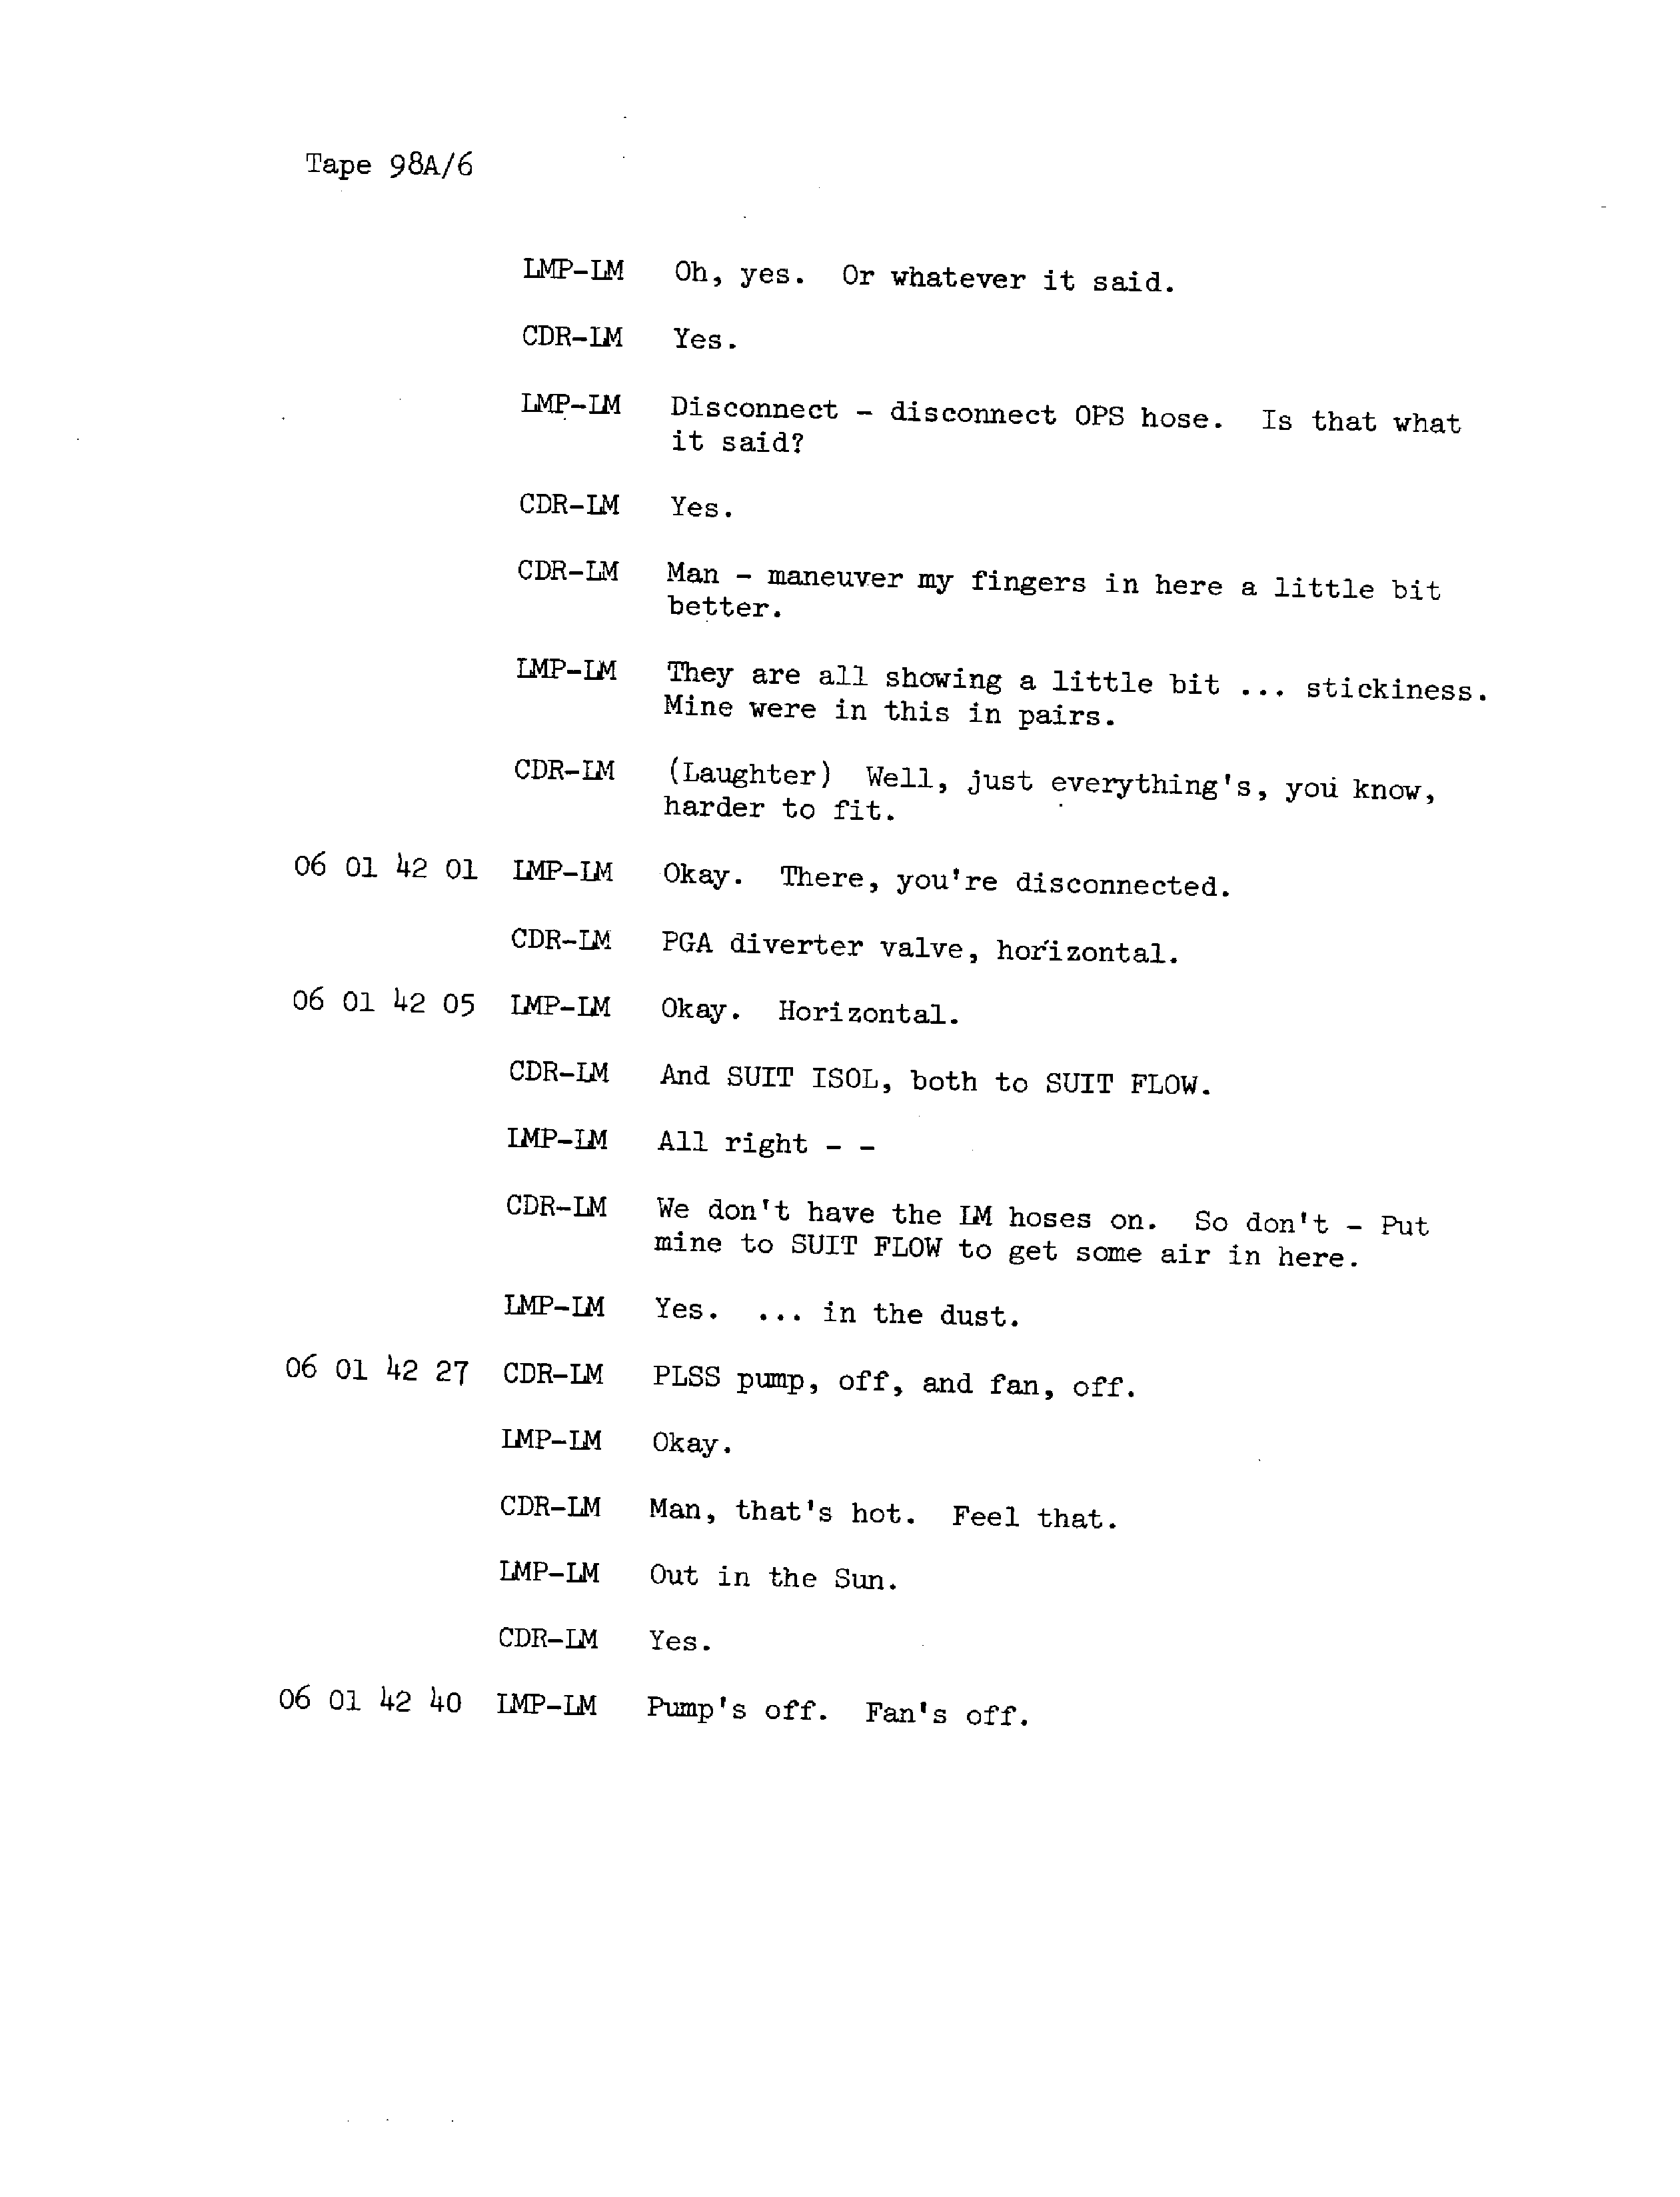 Tape 98A/6
LMP-LM Oh, yes. Or whatever it said.
CDR-LM Yes.
LMP-LM Disconnect - disconnect OPS hose. Is that what
it said?
CDR-LM Yes.
CDR-LM Man - maneuver my fingers in here a little bit
better.
LMP-LM They are all showing a little bit ... stickiness.
Mine were in this in pairs.
CDR-LM (Laughter) Well, just everything's, you know,
harder to fit.
06 01 42 01 LMP-LM Okay. There, you're disconnected.
CDR-LM PGA diverter valve, horizontal.
06 01 42 05 LMP-LM Okay. Horizontal.
CDR-LM And SUIT ISOL, both to SUIT FLOW.
LMP-LM All right - -
CDR-LM We don't have the LM hoses on. So don't - Put
mine to SUIT FLOW to get some air in here.
LMP-LM Yes. ... in the dust.
06 01 42 27 CDR-LM PLSS pump, off, and fan, off.
LMP-LM Okay.
CDR-LM Man, that's hot. Feel that.
LMP-LM Out in the Sun.
CDR-LM Yes.
06 01 42 40 LMP-LM Pump's off. Fan's off.